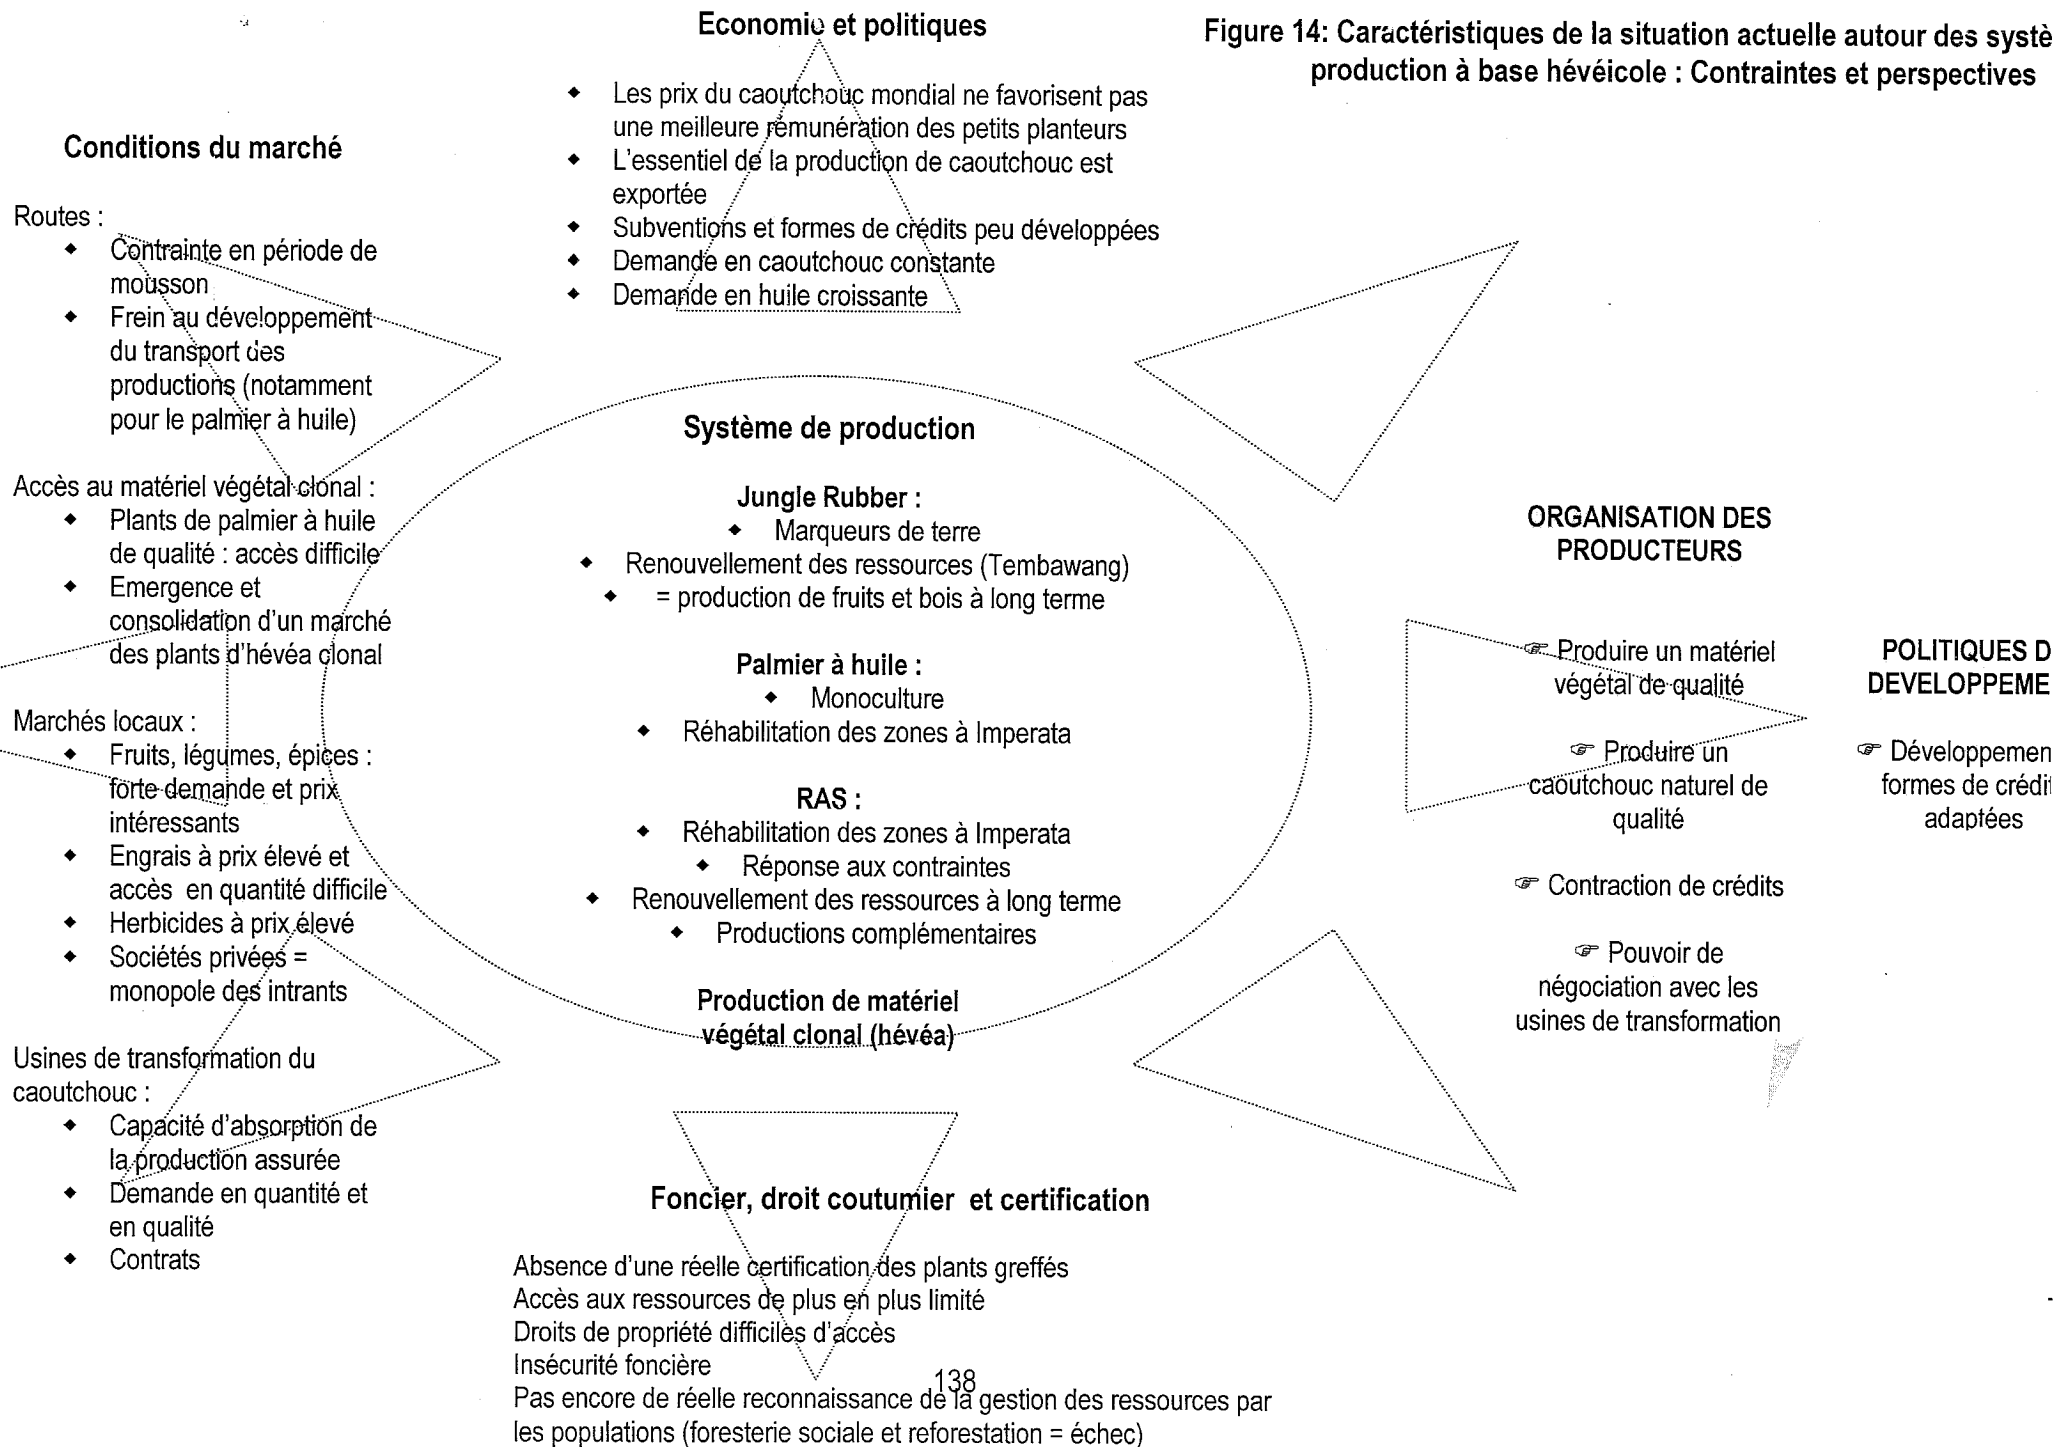 Economie et politiques
Figure 14: Caractéristiques de la situation actuelle autour des systè
production à base hévéicole : Contraintes et perspectives
◆ Les prix du caoutchouc mondial ne favorisent pas
une meilleure rémunération des petits planteurs
◆ L'essentiel de la production de caoutchouc est
exportée
◆ Subventions et formes de crédits peu développées
◆ Demande en caoutchouc constante
◆ Demande en huile croissante
Conditions du marché
Routes :
◆ Contrainte en période de
mousson
◆ Frein au développement
du transport des
productions (notamment
pour le palmier à huile)
Accès au matériel végétal clonal :
◆ Plants de palmier à huile
de qualité : accès difficile
◆ Emergence et
consolidation d'un marché
des plants d'hévéa clonal
Marchés locaux :
◆ Fruits, légumes, épices :
forte demande et prix
intéressants
◆ Engrais à prix élevé et
accès en quantité difficile
◆ Herbicides à prix élevé
◆ Sociétés privées =
monopole des intrants
Usines de transformation du
caoutchouc :
◆ Capacité d'absorption de
la production assurée
◆ Demande en quantité et
en qualité
◆ Contrats
Système de production
Jungle Rubber :
◆ Marqueurs de terre
◆ Renouvellement des ressources (Tembawang)
◆ = production de fruits et bois à long terme
Palmier à huile :
◆ Monoculture
◆ Réhabilitation des zones à Imperata
RAS :
◆ Réhabilitation des zones à Imperata
◆ Réponse aux contraintes
◆ Renouvellement des ressources à long terme
◆ Productions complémentaires
Production de matériel
végétal clonal (hévéa)
ORGANISATION DES
PRODUCTEURS
☞ Produire un matériel
végétal de qualité
☞ Produire un
caoutchouc naturel de
qualité
☞ Contraction de crédits
☞ Pouvoir de
négociation avec les
usines de transformation
POLITIQUES D
DEVELOPPEME
☞ Développemen
formes de crédi
adaptées
Foncier, droit coutumier et certification
Absence d'une réelle certification des plants greffés
Accès aux ressources de plus en plus limité
Droits de propriété difficiles d'accès
Insécurité foncière
Pas encore de réelle reconnaissance de la gestion des ressources par
les populations (foresterie sociale et reforestation = échec)
138